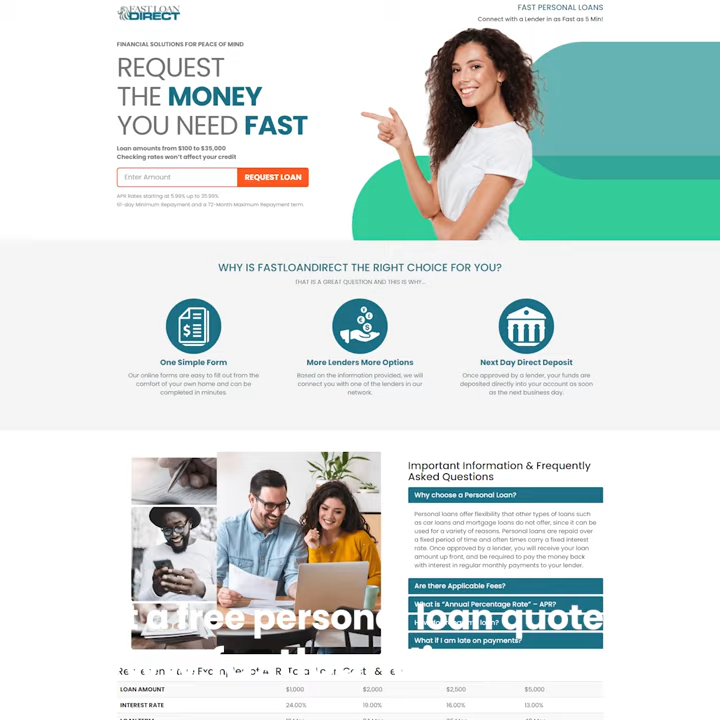 FAST LOAN
DIRECT
FAST PERSONAL LOANS
Connect with a Lender in as Fast as 5 Min!
FINANCIAL SOLUTIONS FOR PEACE OF MIND
REQUEST
THE MONEY
YOU NEED FAST
Loan amounts from $100 to $35,000
Checking rates won't affect your credit
Enter Amount
REQUEST LOAN
APR Rates starting at 5.99% up to 35.99%
61-day Minimum Repayment and a 72-Month Maximum Repayment term.
WHY IS FASTLOANDIRECT THE RIGHT CHOICE FOR YOU?
THAT IS A GREAT QUESTION AND THIS IS WHY...
One Simple Form
Our online forms are easy to fill out from the
comfort of your own home and can be
completed in minutes.
More Lenders More Options
Based on the information provided, we will
connect you with one of the lenders in our
network.
Next Day Direct Deposit
Once approved by a lender, your funds are
deposited directly into your account as soon
as the next business day.
Important Information & Frequently
Asked Questions
Why choose a Personal Loan?
Personal loans offer flexibility that other types of loans such
as car loans and mortgage loans do not offer, since it can be
used for a variety of reasons. Personal loans are repaid over
a fixed period of time and often times carry a fixed interest
rate. Once approved by a lender, you will receive your loan
amount up front, and be required to pay the money back
with interest in regular monthly payments to your lender.
Are there Applicable Fees?
What is "Annual Percentage Rate" – APR?
What if I am late on payments?
t a free personal loan quote
LOAN AMOUNT $1,000 $2,000 $2,500 $5,000
INTEREST RATE 24.00% 19.00% 16.00% 13.00%